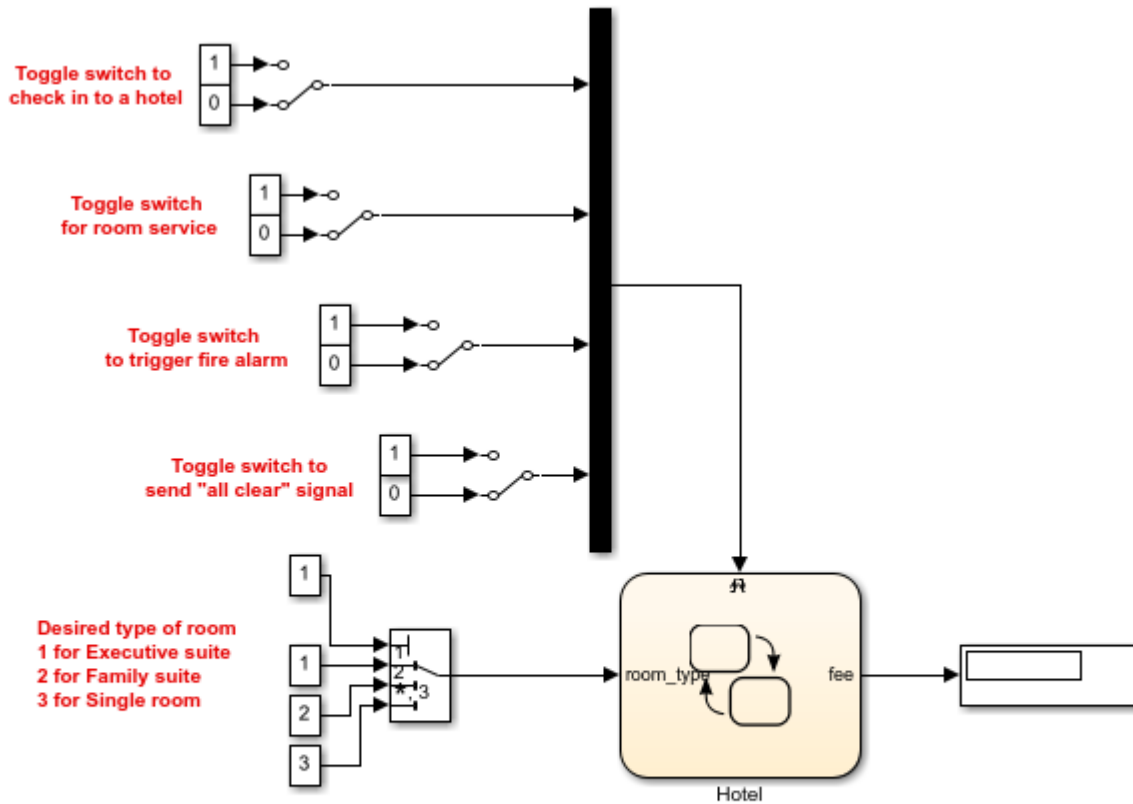 1
0
Toggle switch to
check in to a hotel
1
0
Toggle switch
for room service
1
0
Toggle switch
to trigger fire alarm
1
0
Toggle switch to
send "all clear" signal
1
Desired type of room
1 for Executive suite
2 for Family suite
3 for Single room
1
2
3
1
2
*, 3
room_type
fee
Hotel